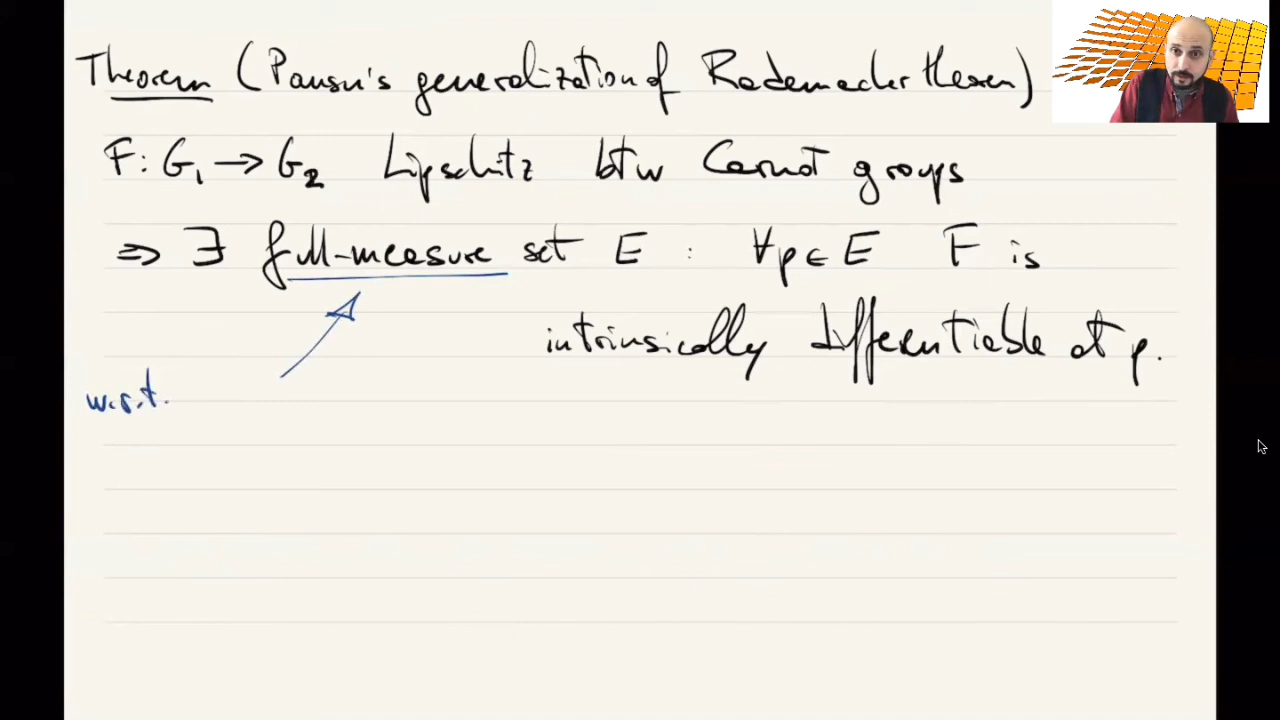 Theorem (Pansu's generalization of Rademacher theorem)
F: G₁ → G₂ Lipschitz btw Carnot groups
⇒ ∃ full-measure set E : ∀p ∈ E F is
intrinsically differentiable at p.
w.r.t.